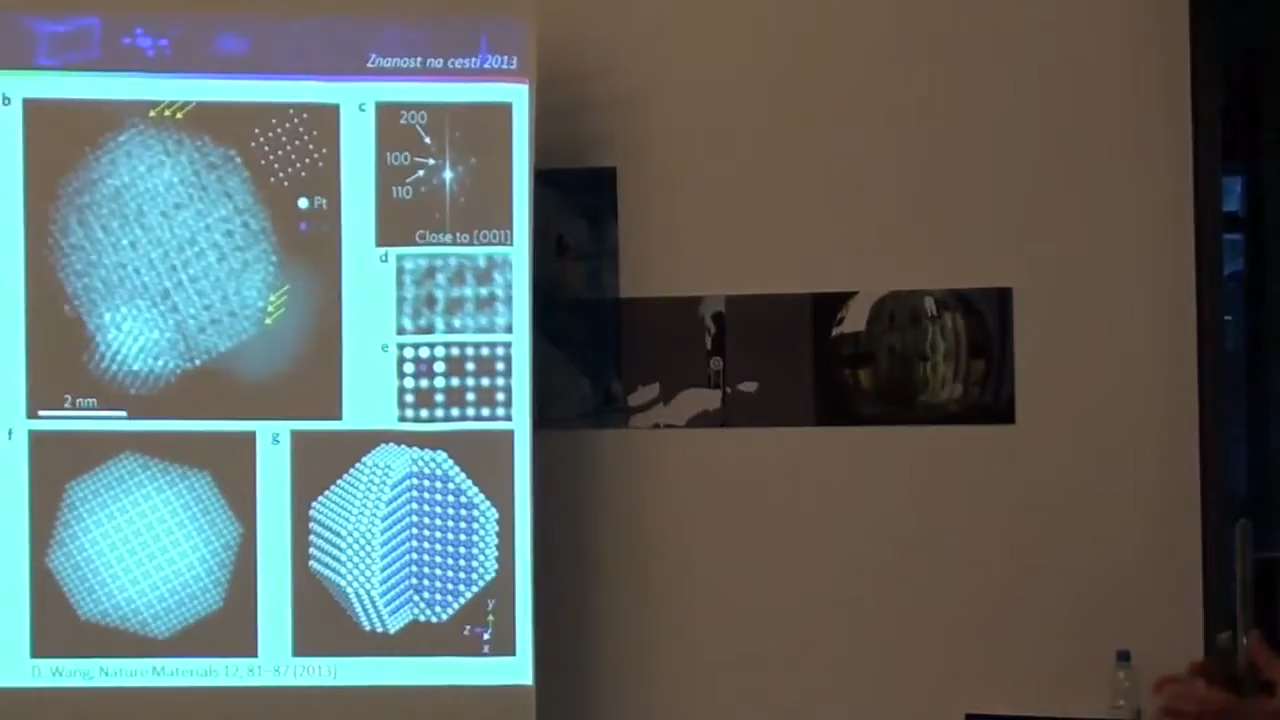 Znanost na cesti 2013
b
c
200
100
110
Pt
Close to [001]
d
e
2 nm
f
g
y
z
x
D. Wang, Nature Materials 12, 81–87 (2013)